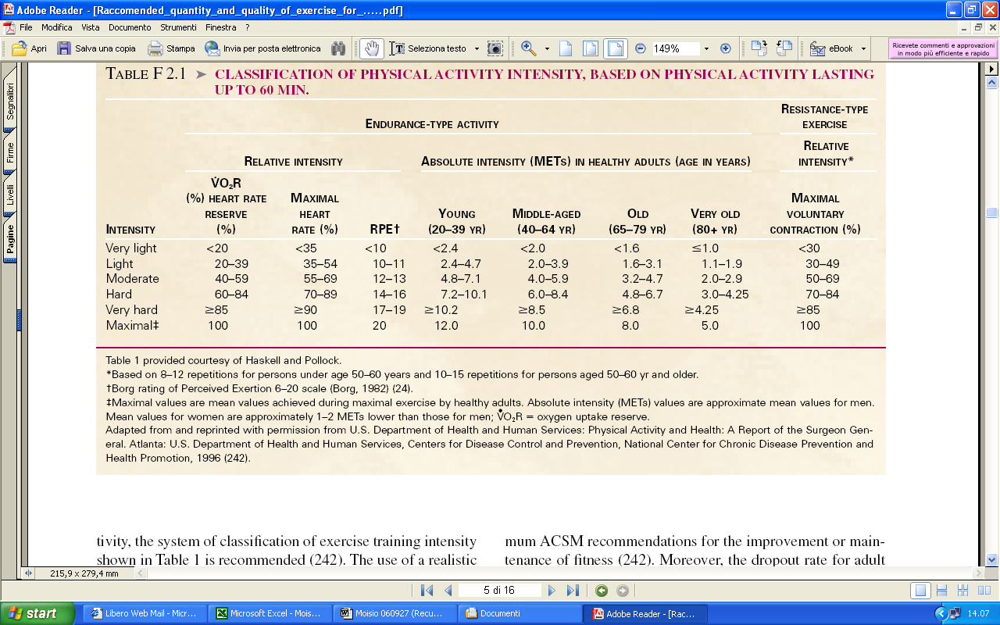 Adobe Reader - [Raccomended_quantity_and_quality_of_exercise_for_.....pdf]
File Modifica Vista Documento Strumenti Finestra ?
Apri Salva una copia Stampa Invia per posta elettronica Seleziona testo 149% eBook
Ricevete commenti e approvazioni
in modo più efficiente e rapido
Segnalibri
Firme
Livelli
Pagine
TABLE F 2.1 ➤ CLASSIFICATION OF PHYSICAL ACTIVITY INTENSITY, BASED ON PHYSICAL ACTIVITY LASTING
UP TO 60 MIN.
RESISTANCE-TYPE
ENDURANCE-TYPE ACTIVITY EXERCISE
RELATIVE
RELATIVE INTENSITY ABSOLUTE INTENSITY (METS) IN HEALTHY ADULTS (AGE IN YEARS) INTENSITY*
V̇O₂R
(%) HEART RATE MAXIMAL MAXIMAL
RESERVE HEART YOUNG MIDDLE-AGED OLD VERY OLD VOLUNTARY
INTENSITY (%) RATE (%) RPE† (20–39 YR) (40–64 YR) (65–79 YR) (80+ YR) CONTRACTION (%)
Very light <20 <35 <10 <2.4 <2.0 <1.6 ≤1.0 <30
Light 20–39 35–54 10–11 2.4–4.7 2.0–3.9 1.6–3.1 1.1–1.9 30–49
Moderate 40–59 55–69 12–13 4.8–7.1 4.0–5.9 3.2–4.7 2.0–2.9 50–69
Hard 60–84 70–89 14–16 7.2–10.1 6.0–8.4 4.8–6.7 3.0–4.25 70–84
Very hard ≥85 ≥90 17–19 ≥10.2 ≥8.5 ≥6.8 ≥4.25 ≥85
Maximal‡ 100 100 20 12.0 10.0 8.0 5.0 100
Table 1 provided courtesy of Haskell and Pollock.
*Based on 8–12 repetitions for persons under age 50–60 years and 10–15 repetitions for persons aged 50–60 yr and older.
†Borg rating of Perceived Exertion 6–20 scale (Borg, 1982) (24).
‡Maximal values are mean values achieved during maximal exercise by healthy adults. Absolute intensity (METs) values are approximate mean values for men.
Mean values for women are approximately 1–2 METs lower than those for men; V̇O₂R = oxygen uptake reserve.
Adapted from and reprinted with permission from U.S. Department of Health and Human Services: Physical Activity and Health: A Report of the Surgeon Gen-
eral. Atlanta: U.S. Department of Health and Human Services, Centers for Disease Control and Prevention, National Center for Chronic Disease Prevention and
Health Promotion, 1996 (242).
tivity, the system of classification of exercise training intensity
shown in Table 1 is recommended (242). The use of a realistic
mum ACSM recommendations for the improvement or main-
tenance of fitness (242). Moreover, the dropout rate for adult
215,9 x 279,4 mm
5 di 16
start Libero Web Mail - Micr... Microsoft Excel - Mois... Moisio 060927 (Recu... Documenti Adobe Reader - [Rac... 14.07